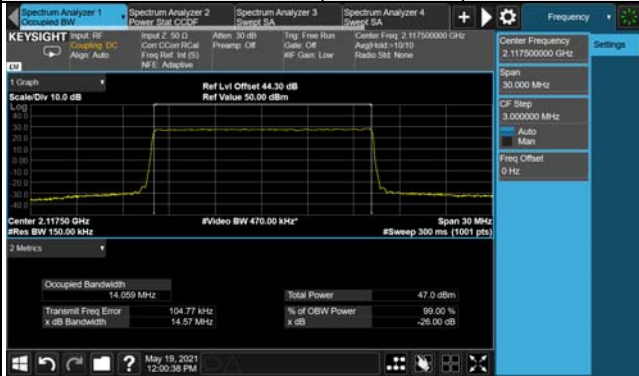 Spectrum Analyzer 1
Occupied BW
Spectrum Analyzer 2
Power Stat CCDF
Spectrum Analyzer 3
Swept SA
Spectrum Analyzer 4
Swept SA
+
Frequency
KEYSIGHT
Input: RF
Coupling: DC
Align: Auto
Input Z: 50 Ω
Corr CCorr RCal
Freq Ref: Int (S)
NFE: Adaptive
Atten: 30 dB
Preamp: Off
Trig: Free Run
Gate: Off
#IF Gain: Low
Center Freq: 2.117500000 GHz
Avg|Hold:>10/10
Radio Std: None
LXI
1 Graph
Scale/Div 10.0 dB
Ref Lvl Offset 44.30 dB
Ref Value 50.00 dBm
Log
40.0
30.0
20.0
10.0
0.00
-10.0
-20.0
-30.0
-40.0
Center 2.11750 GHz
#Res BW 150.00 kHz
#Video BW 470.00 kHz*
Span 30 MHz
#Sweep 300 ms (1001 pts)
2 Metrics
Occupied Bandwidth
14.059 MHz
Total Power 47.0 dBm
Transmit Freq Error 104.77 kHz
x dB Bandwidth 14.57 MHz
% of OBW Power 99.00 %
x dB -26.00 dB
Center Frequency
2.117500000 GHz
Settings
Span
30.000 MHz
CF Step
3.000000 MHz
Auto
Man
Freq Offset
0 Hz
?
May 19, 2021
12:00:38 PM